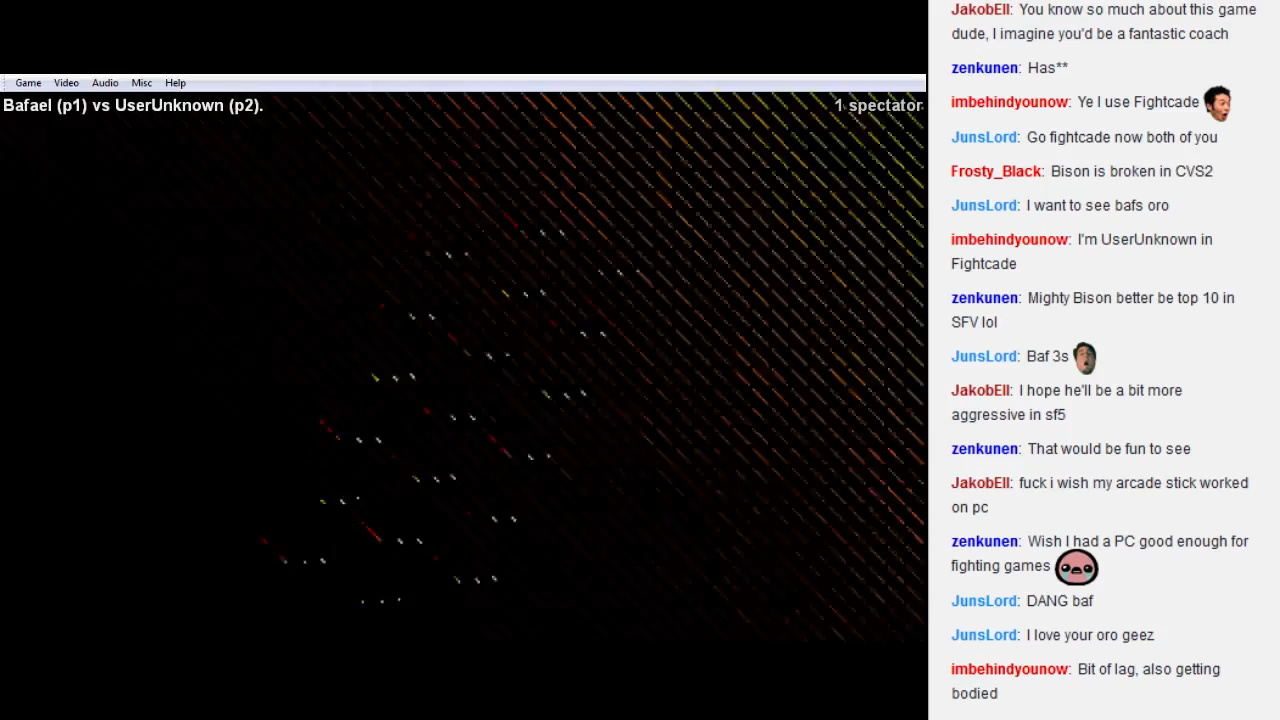 Game Video Audio Misc Help
Bafael (p1) vs UserUnknown (p2).
1 spectator
JakobEll: You know so much about this game
dude, I imagine you'd be a fantastic coach
zenkunen: Has**
imbehindyounow: Ye I use Fightcade
JunsLord: Go fightcade now both of you
Frosty_Black: Bison is broken in CVS2
JunsLord: I want to see bafs oro
imbehindyounow: I'm UserUnknown in
Fightcade
zenkunen: Mighty Bison better be top 10 in
SFV lol
JunsLord: Baf 3s
JakobEll: I hope he'll be a bit more
aggressive in sf5
zenkunen: That would be fun to see
JakobEll: fuck i wish my arcade stick worked
on pc
zenkunen: Wish I had a PC good enough for
fighting games
JunsLord: DANG baf
JunsLord: I love your oro geez
imbehindyounow: Bit of lag, also getting
bodied